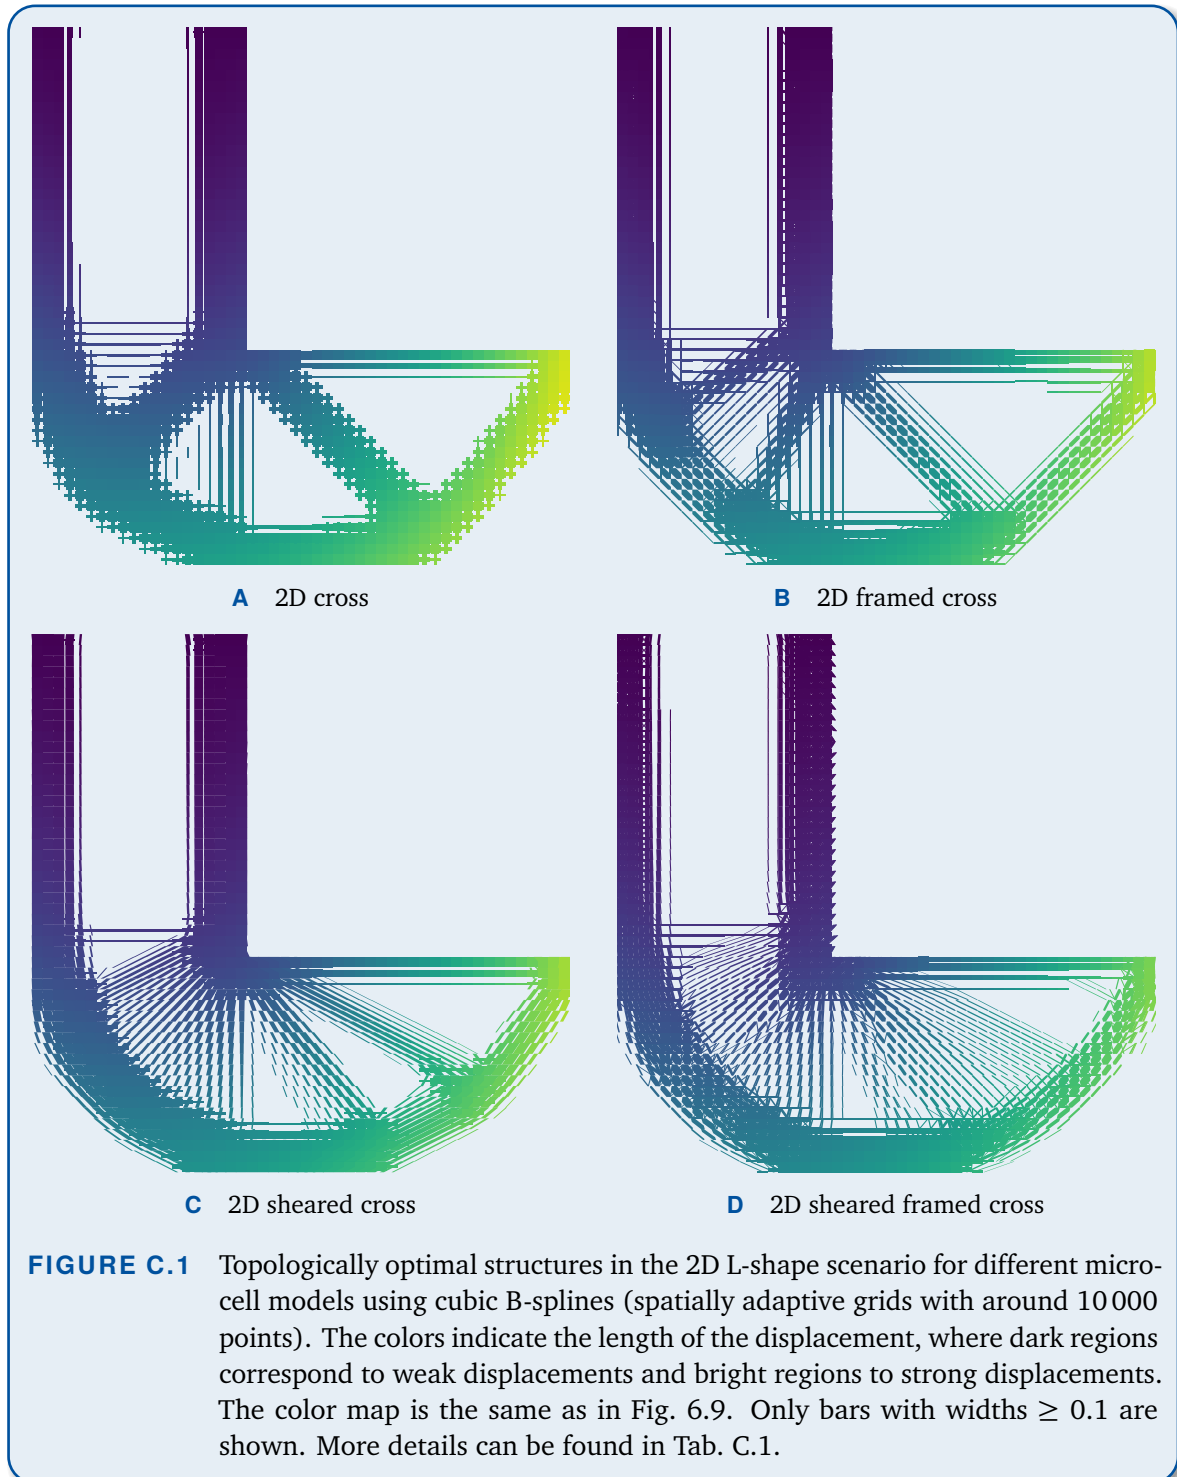 A 2D cross
B 2D framed cross
C 2D sheared cross
D 2D sheared framed cross
FIGURE C.1 Topologically optimal structures in the 2D L-shape scenario for different micro-
cell models using cubic B-splines (spatially adaptive grids with around 10 000
points). The colors indicate the length of the displacement, where dark regions
correspond to weak displacements and bright regions to strong displacements.
The color map is the same as in Fig. 6.9. Only bars with widths ≥ 0.1 are
shown. More details can be found in Tab. C.1.